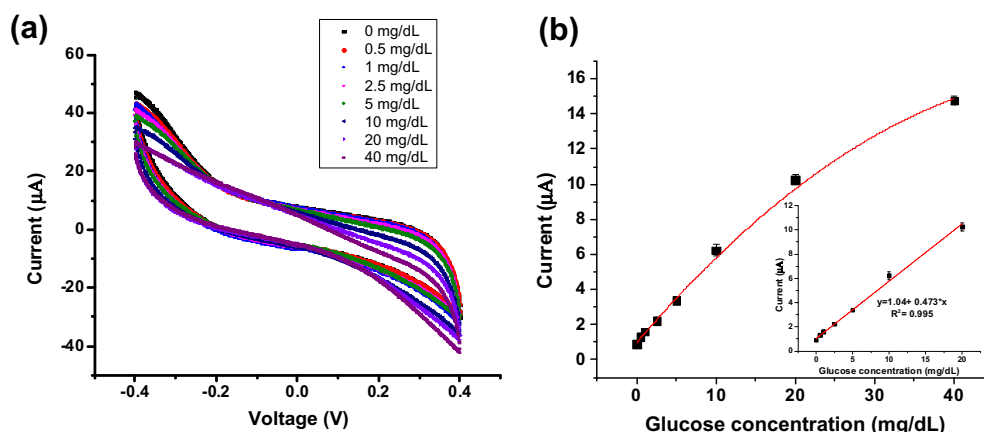 (a)
0 mg/dL
0.5 mg/dL
1 mg/dL
2.5 mg/dL
5 mg/dL
10 mg/dL
20 mg/dL
40 mg/dL
60
40
20
0
-20
-40
Current (µA)
-0.4
-0.2
0.0
0.2
0.4
Voltage (V)
(b)
16
14
12
10
8
6
4
2
0
Current (µA)
0
10
20
30
40
Glucose concentration (mg/dL)
10
8
6
4
2
0
Current (µA)
y=1.04+ 0.473*x
R²= 0.995
0
5
10
15
20
Glucose concentration (mg/dL)